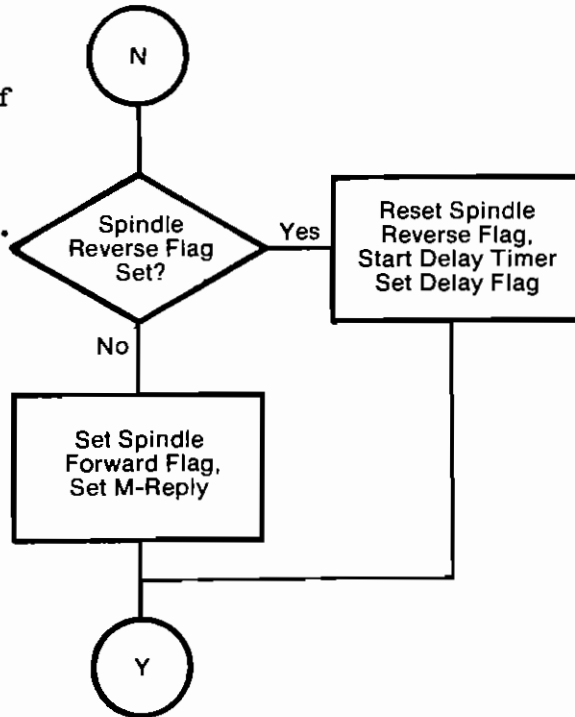 N
f
.
Spindle
Reverse Flag
Set?
Yes
Reset Spindle
Reverse Flag,
Start Delay Timer
Set Delay Flag
No
Set Spindle
Forward Flag,
Set M-Reply
Y